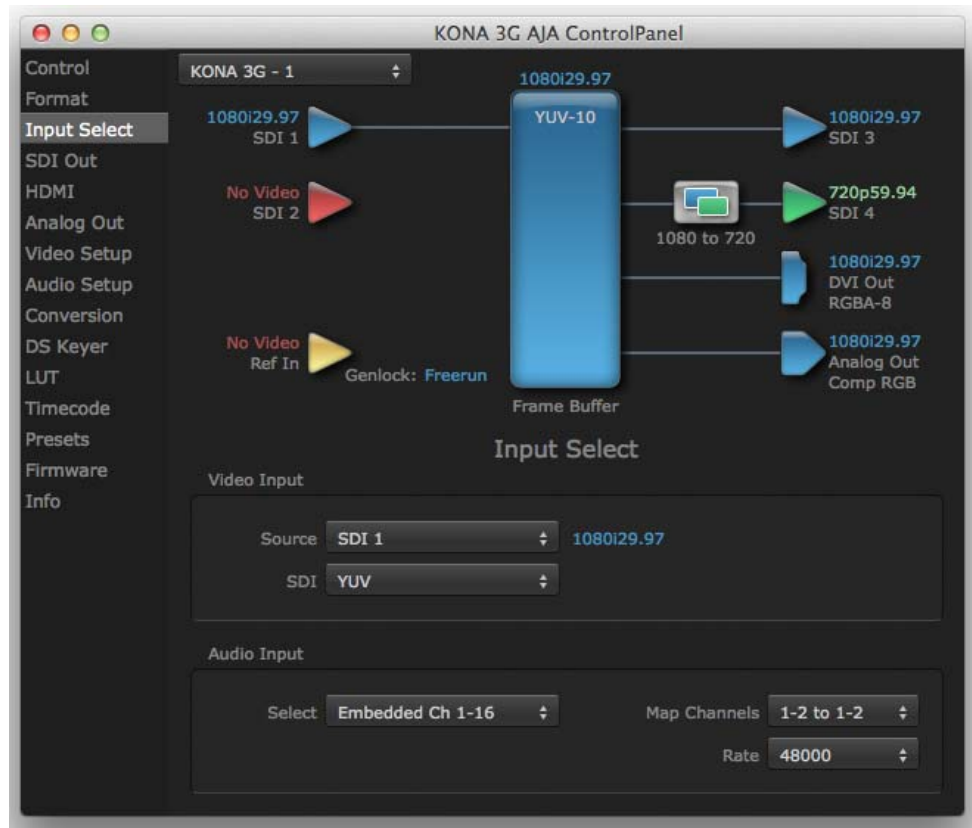 KONA 3G AJA ControlPanel
Control
Format
Input Select
SDI Out
HDMI
Analog Out
Video Setup
Audio Setup
Conversion
DS Keyer
LUT
Timecode
Presets
Firmware
Info
KONA 3G - 1
1080i29.97
YUV-10
1080i29.97
SDI 1
No Video
SDI 2
No Video
Ref In
Genlock: Freerun
Frame Buffer
1080i29.97
SDI 3
720p59.94
SDI 4
1080 to 720
1080i29.97
DVI Out
RGBA-8
1080i29.97
Analog Out
Comp RGB
Input Select
Video Input
Source SDI 1 1080i29.97
SDI YUV
Audio Input
Select Embedded Ch 1-16 Map Channels 1-2 to 1-2
Rate 48000